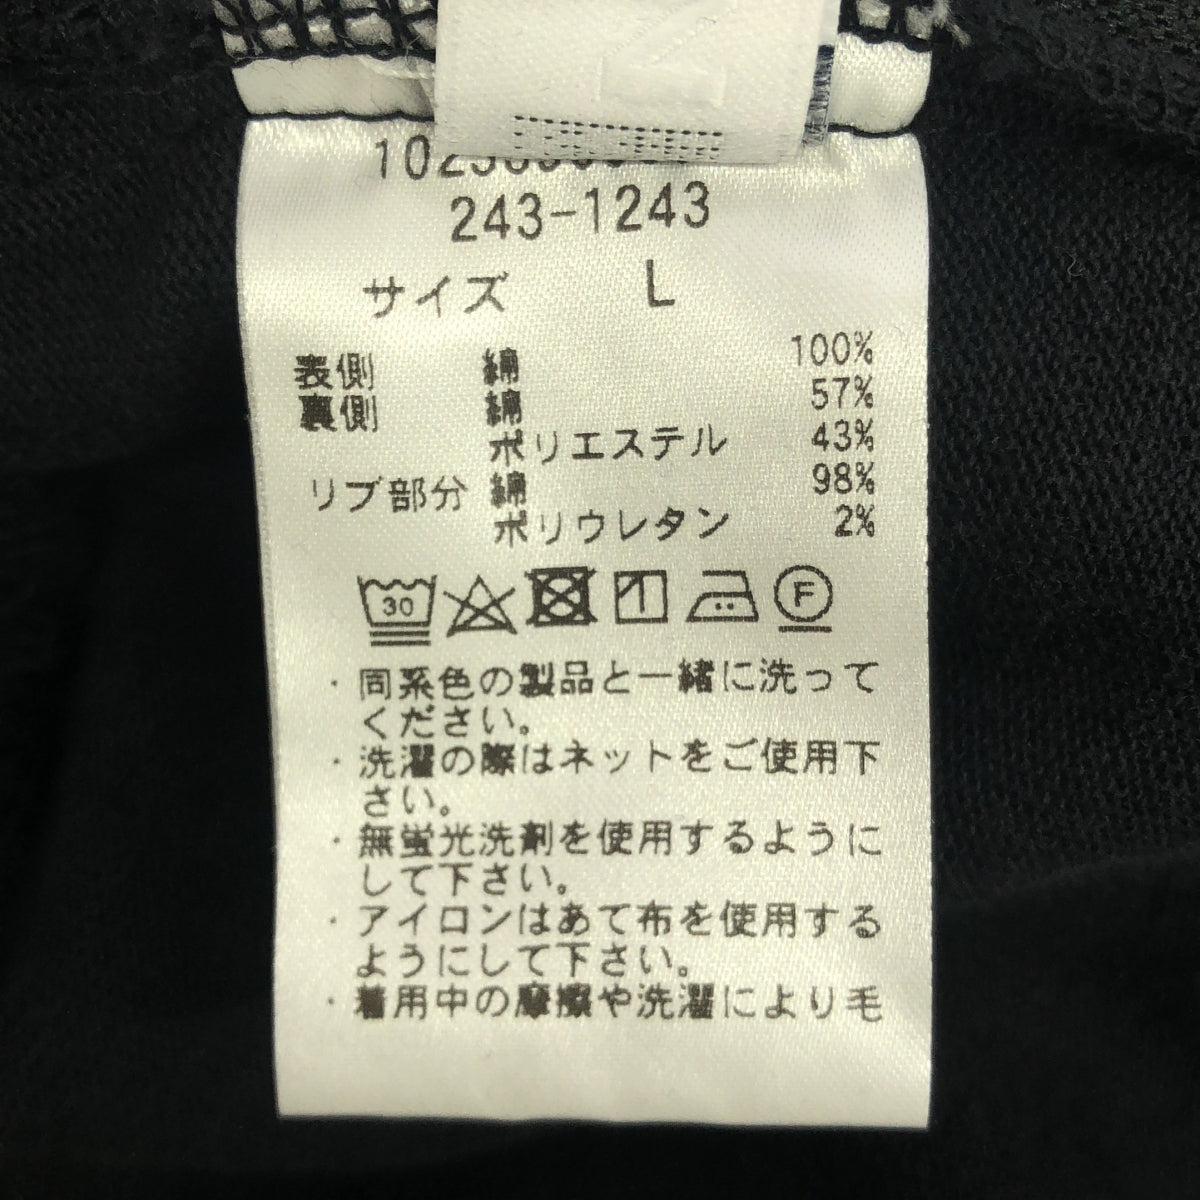 243-1243
サイズ L
表側 綿 100%
裏側 綿 57%
ポリエステル 43%
リブ部分 綿 98%
ポリウレタン 2%
30 F
・同系色の製品と一緒に洗って
ください。
・洗濯の際はネットをご使用下
さい。
・無蛍光洗剤を使用するように
して下さい。
・アイロンはあて布を使用する
ようにして下さい。
・着用中の摩擦や洗濯により毛